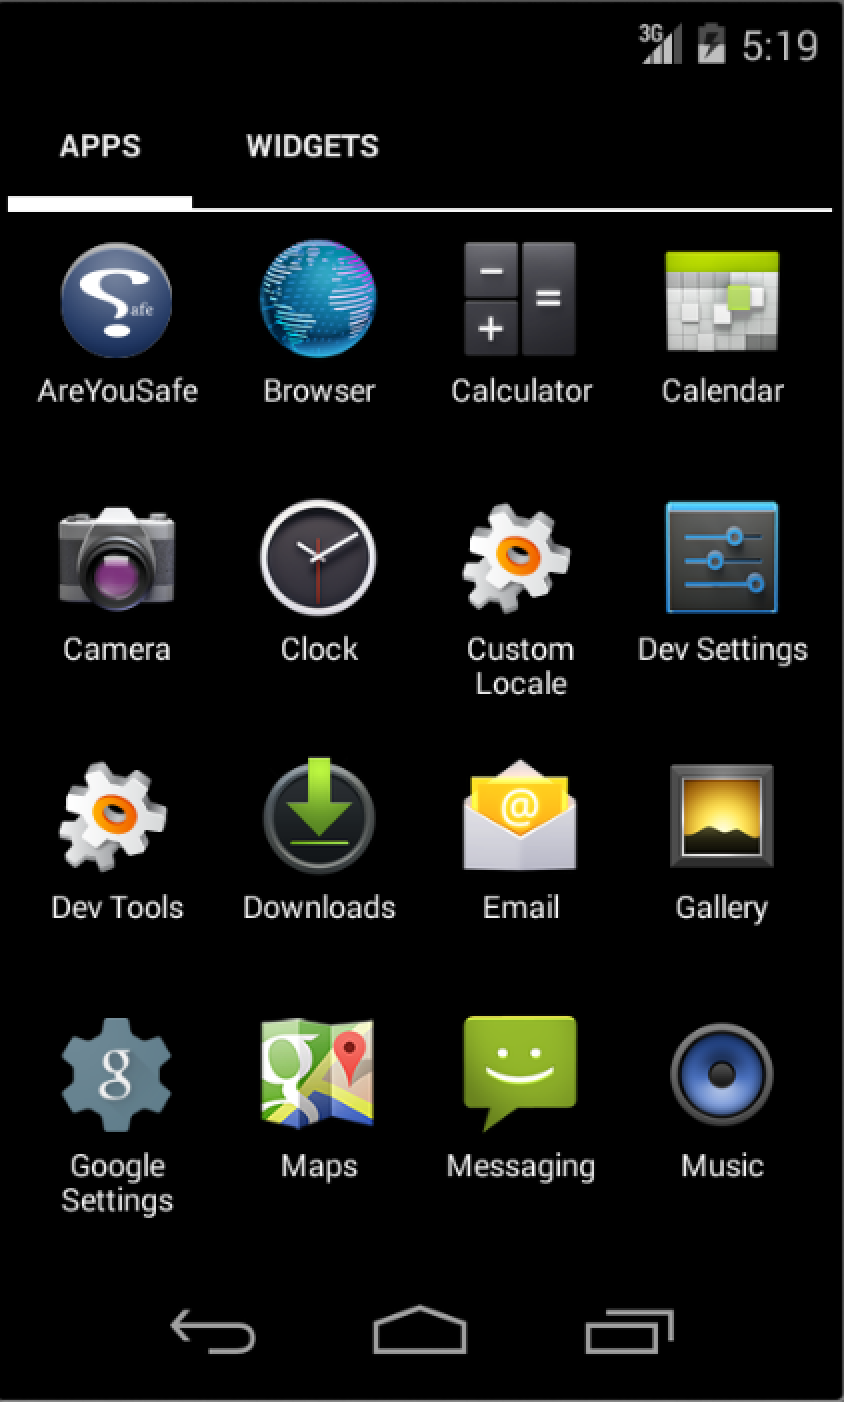 3G 5:19
APPS WIDGETS
afe
− = +
AreYouSafe Browser Calculator Calendar
Camera Clock Custom Locale Dev Settings
@
Dev Tools Downloads Email Gallery
g g
Google Settings Maps Messaging Music